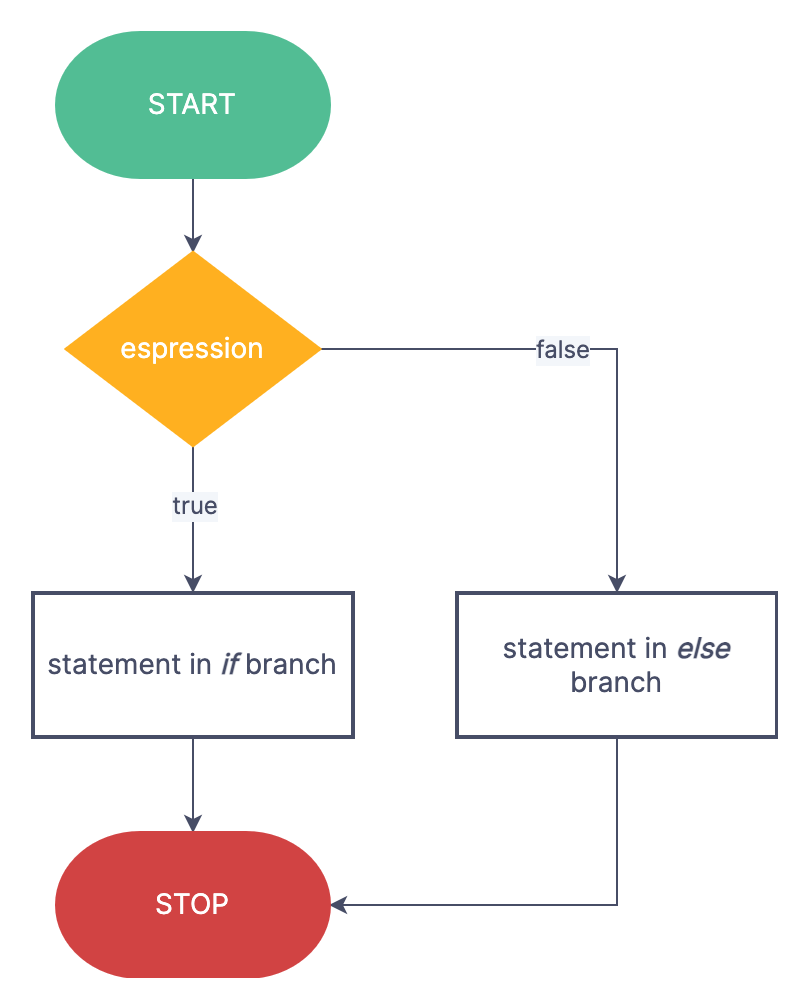 START
espression
false
true
statement in if branch
statement in else
branch
STOP